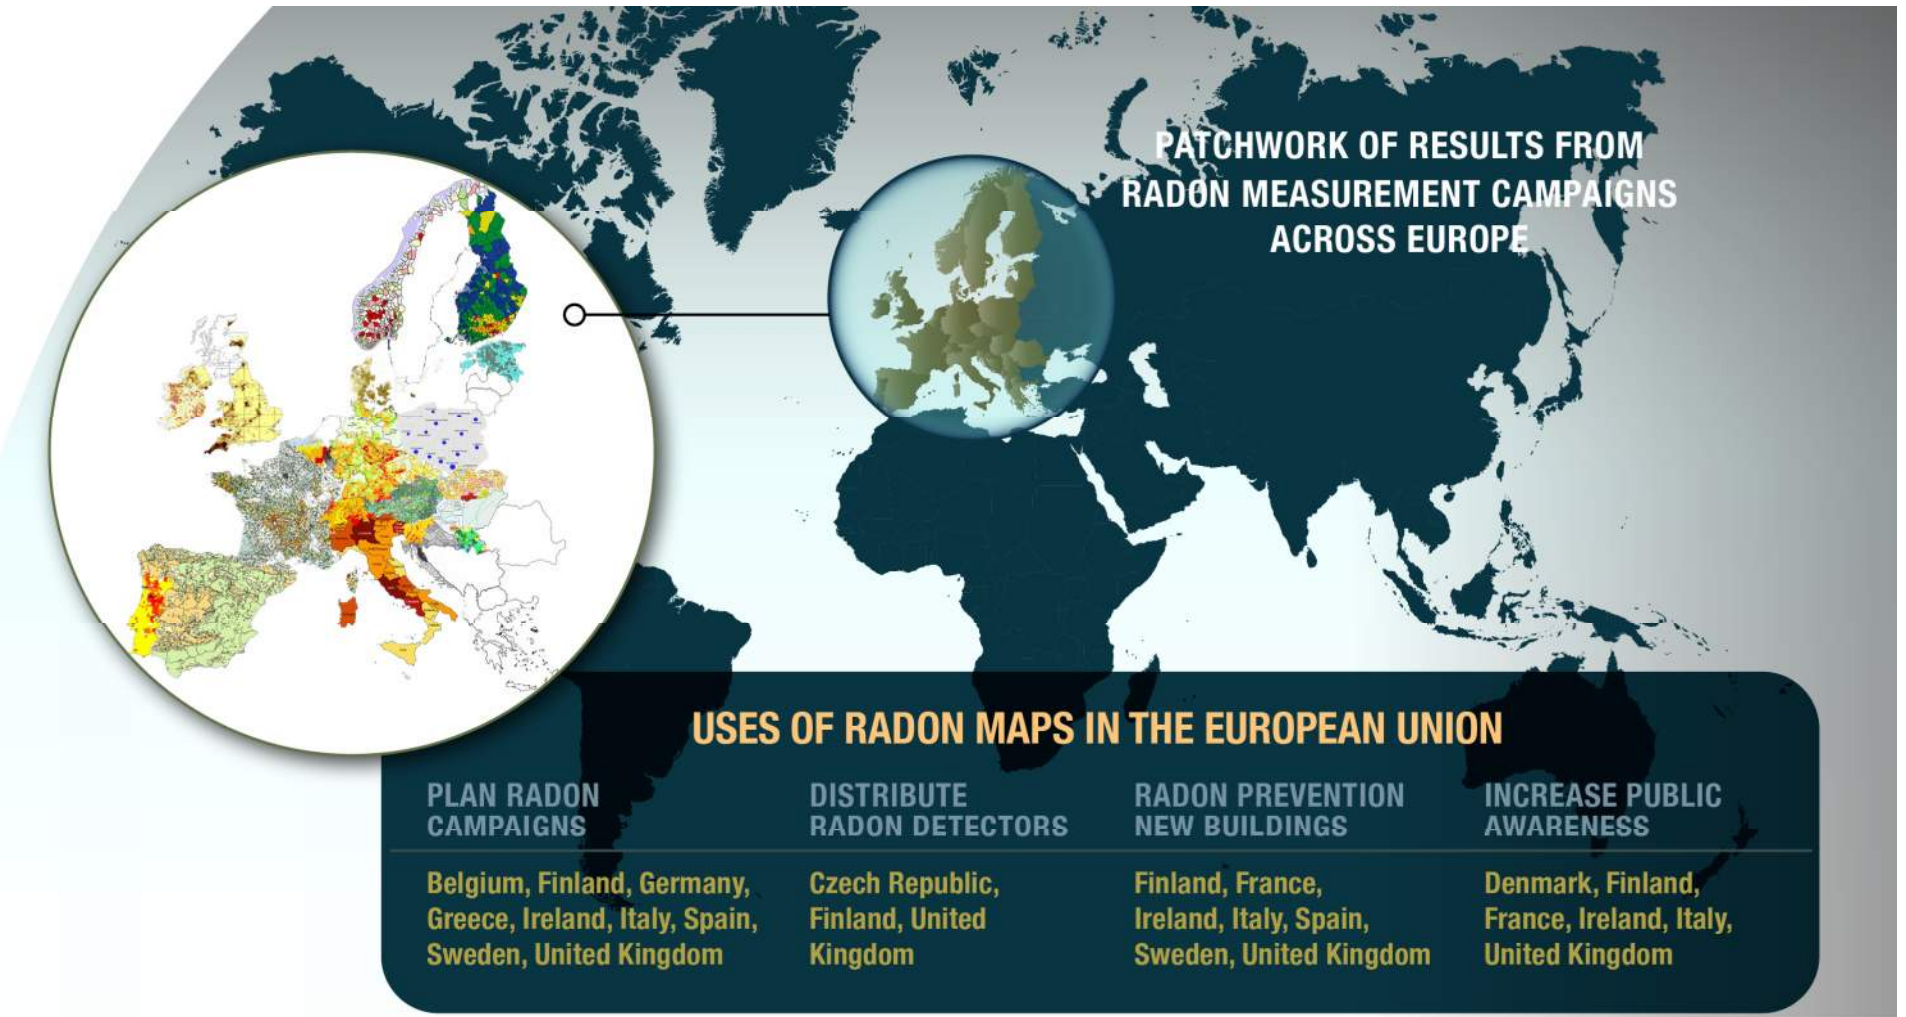 PATCHWORK OF RESULTS FROM
RADON MEASUREMENT CAMPAIGNS
ACROSS EUROPE
USES OF RADON MAPS IN THE EUROPEAN UNION
PLAN RADON
CAMPAIGNS
Belgium, Finland, Germany,
Greece, Ireland, Italy, Spain,
Sweden, United Kingdom
DISTRIBUTE
RADON DETECTORS
Czech Republic,
Finland, United
Kingdom
RADON PREVENTION
NEW BUILDINGS
Finland, France,
Ireland, Italy, Spain,
Sweden, United Kingdom
INCREASE PUBLIC
AWARENESS
Denmark, Finland,
France, Ireland, Italy,
United Kingdom